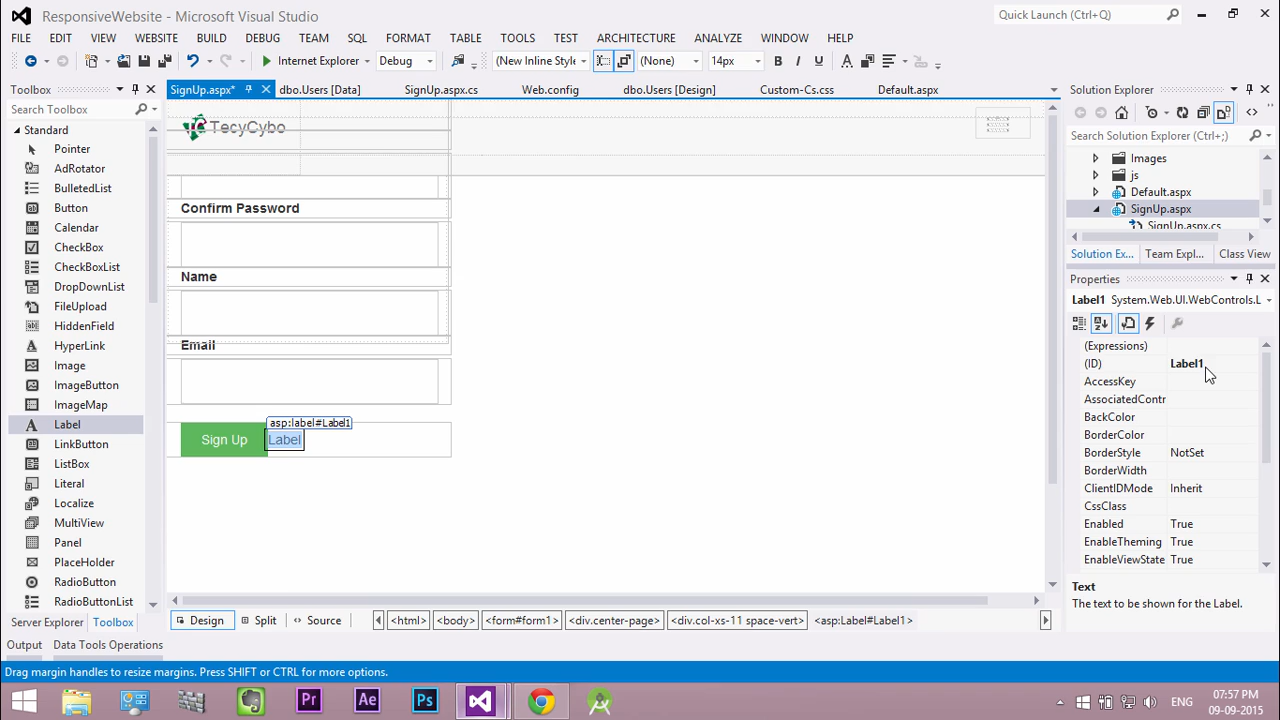 ResponsiveWebsite - Microsoft Visual Studio
Quick Launch (Ctrl+Q)
FILE EDIT VIEW WEBSITE BUILD DEBUG TEAM SQL FORMAT TABLE TOOLS TEST ARCHITECTURE ANALYZE WINDOW HELP
Internet Explorer Debug (New Inline Style (None) 14px B I U A
Toolbox
SignUp.aspx* dbo.Users [Data] SignUp.aspx.cs Web.config dbo.Users [Design] Custom-Cs.css Default.aspx
Solution Explorer
Search Toolbox
Standard
Pointer
AdRotator
BulletedList
Button
Calendar
CheckBox
CheckBoxList
DropDownList
FileUpload
HiddenField
HyperLink
Image
ImageButton
ImageMap
Label
LinkButton
ListBox
Literal
Localize
MultiView
Panel
PlaceHolder
RadioButton
RadioButtonList
Server Explorer Toolbox
TecyCybo
Confirm Password
Name
Email
asp:label#Label1
Sign Up Label
Design Split Source <html> <body> <form#form1> <div.center-page> <div.col-xs-11 space-vert> <asp:Label#Label1>
Search Solution Explorer (Ctrl+;)
Images
js
Default.aspx
SignUp.aspx
SignUp.aspx.cs
Solution Ex... Team Expl... Class View
Properties
Label1 System.Web.UI.WebControls.L
(Expressions)
(ID) Label1
AccessKey
AssociatedContr
BackColor
BorderColor
BorderStyle NotSet
BorderWidth
ClientIDMode Inherit
CssClass
Enabled True
EnableTheming True
EnableViewState True
Text
The text to be shown for the Label.
Output Data Tools Operations
Drag margin handles to resize margins. Press SHIFT or CTRL for more options.
Pr Ae Ps
ENG
07:57 PM
09-09-2015